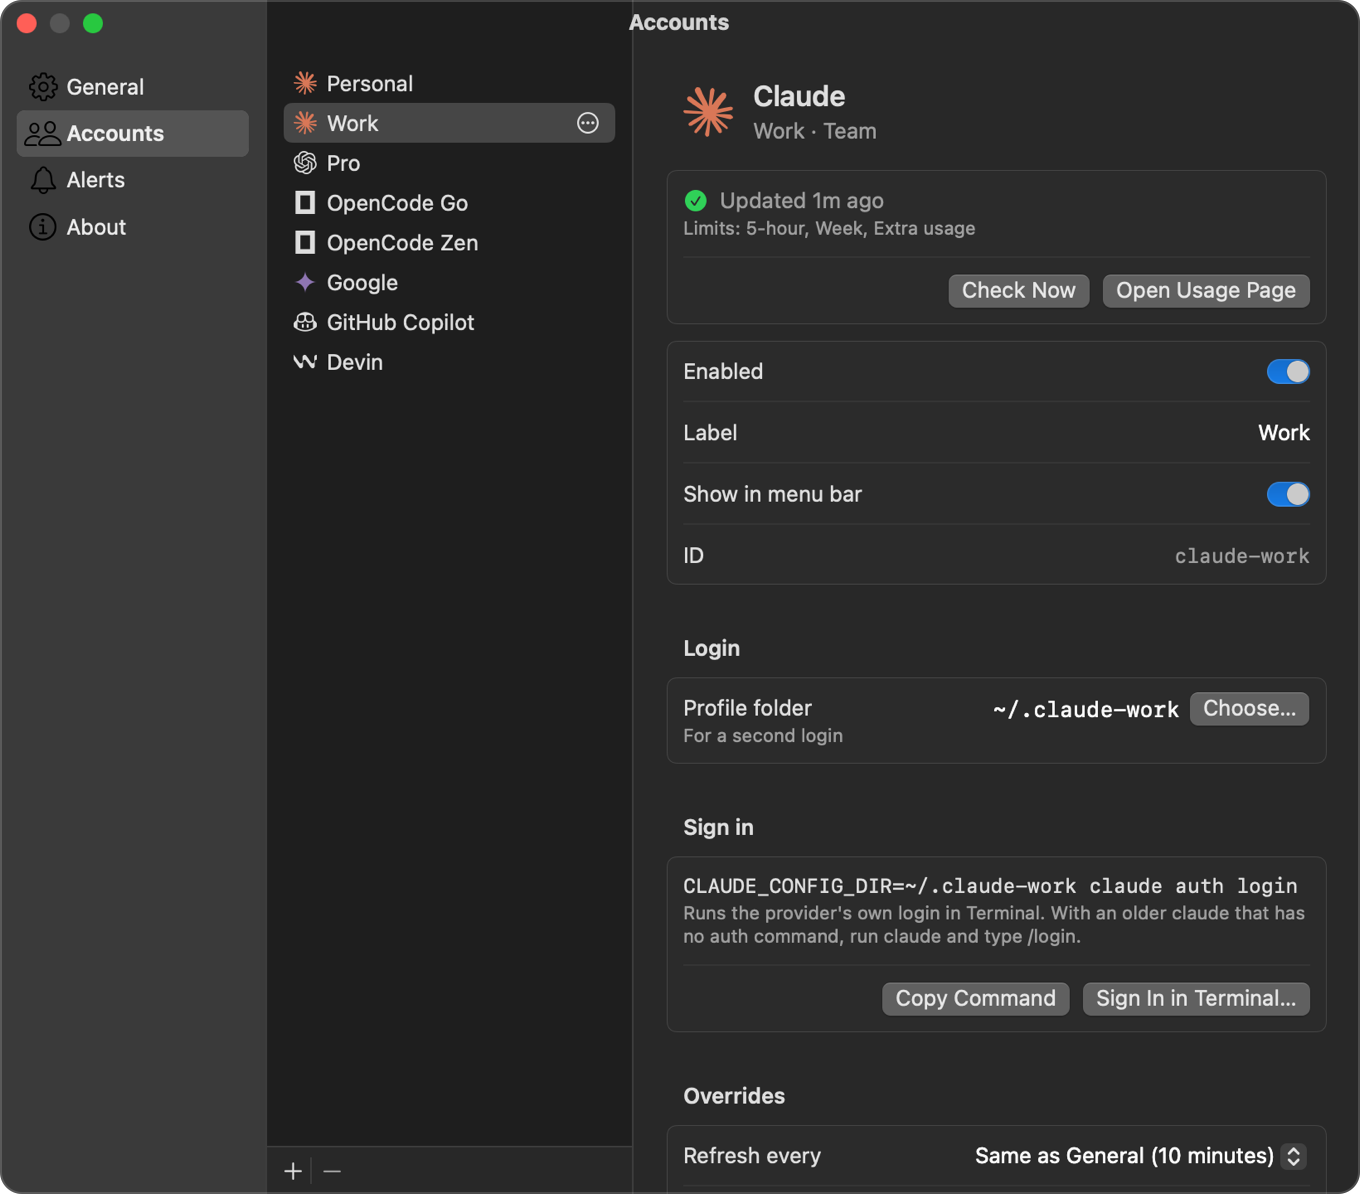 Accounts
General
Accounts
Alerts
About
Personal
Work
Pro
OpenCode Go
OpenCode Zen
Google
GitHub Copilot
Devin
Claude
Work · Team
Updated 1m ago
Limits: 5-hour, Week, Extra usage
Check Now
Open Usage Page
Enabled
Label
Work
Show in menu bar
ID
claude-work
Login
Profile folder
~/.claude-work
Choose...
For a second login
Sign in
CLAUDE_CONFIG_DIR=~/.claude-work claude auth login
Runs the provider's own login in Terminal. With an older claude that has
no auth command, run claude and type /login.
Copy Command
Sign In in Terminal...
Overrides
Refresh every
Same as General (10 minutes)